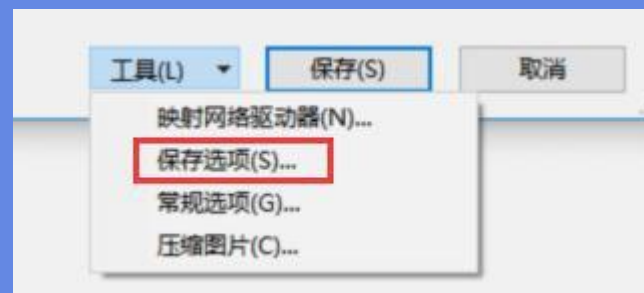 工具(L) 保存(S) 取消
映射网络驱动器(N)...
保存选项(S)...
常规选项(G)...
压缩图片(C)...